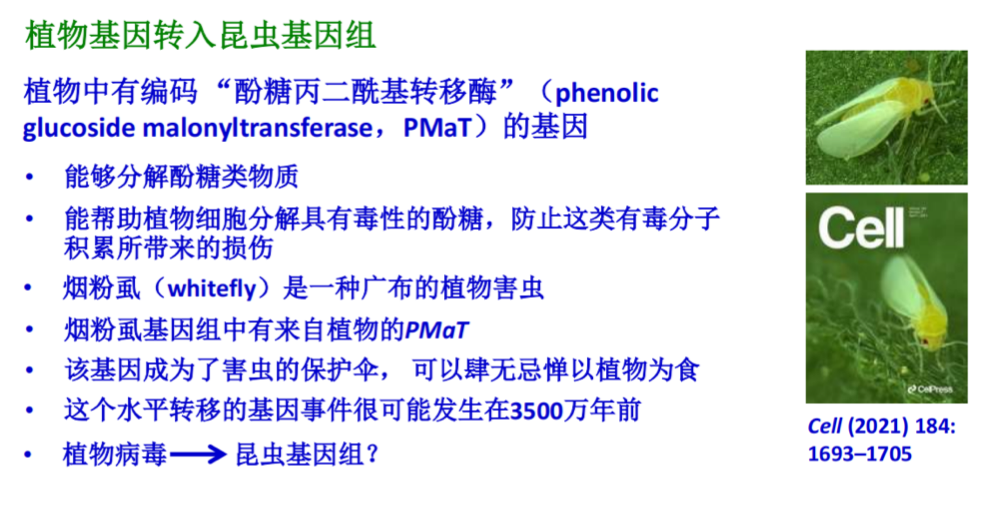 植物基因转入昆虫基因组
植物中有编码 “酚糖丙二酰基转移酶”（phenolic
glucoside malonyltransferase，PMaT）的基因
• 能够分解酚糖类物质
• 能帮助植物细胞分解具有毒性的酚糖，防止这类有毒分子
积累所带来的损伤
• 烟粉虱（whitefly）是一种广布的植物害虫
• 烟粉虱基因组中有来自植物的PMaT
• 该基因成为了害虫的保护伞， 可以肆无忌惮以植物为食
• 这个水平转移的基因事件很可能发生在3500万年前
• 植物病毒→昆虫基因组？
Cell
CelPress
Cell (2021) 184:
1693–1705